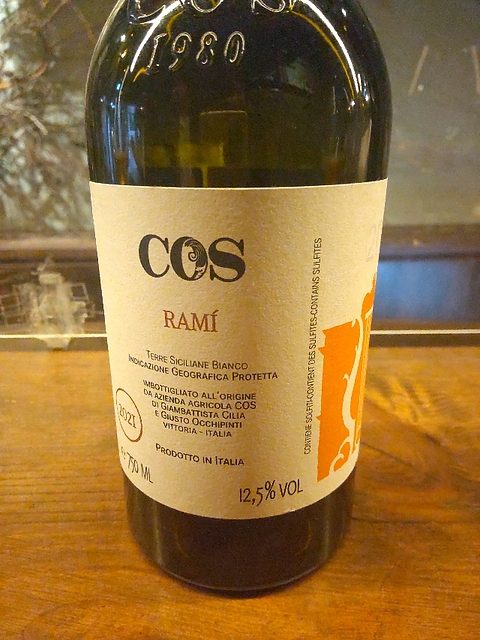 COS
1980
COS
RAMÍ
TERRE SICILIANE BIANCO
INDICAZIONE GEOGRAFICA PROTETTA
IMBOTTIGLIATO ALL'ORIGINE
DA AZIENDA AGRICOLA COS
DI GIAMBATTISTA CILIA
E GIUSTO OCCHIPINTI
VITTORIA - ITALIA
2021
PRODOTTO IN ITALIA
750 ML
12,5% VOL
CONTIENE SOLFITI-CONTIENT DES SULFITES-CONTAINS SULFITES